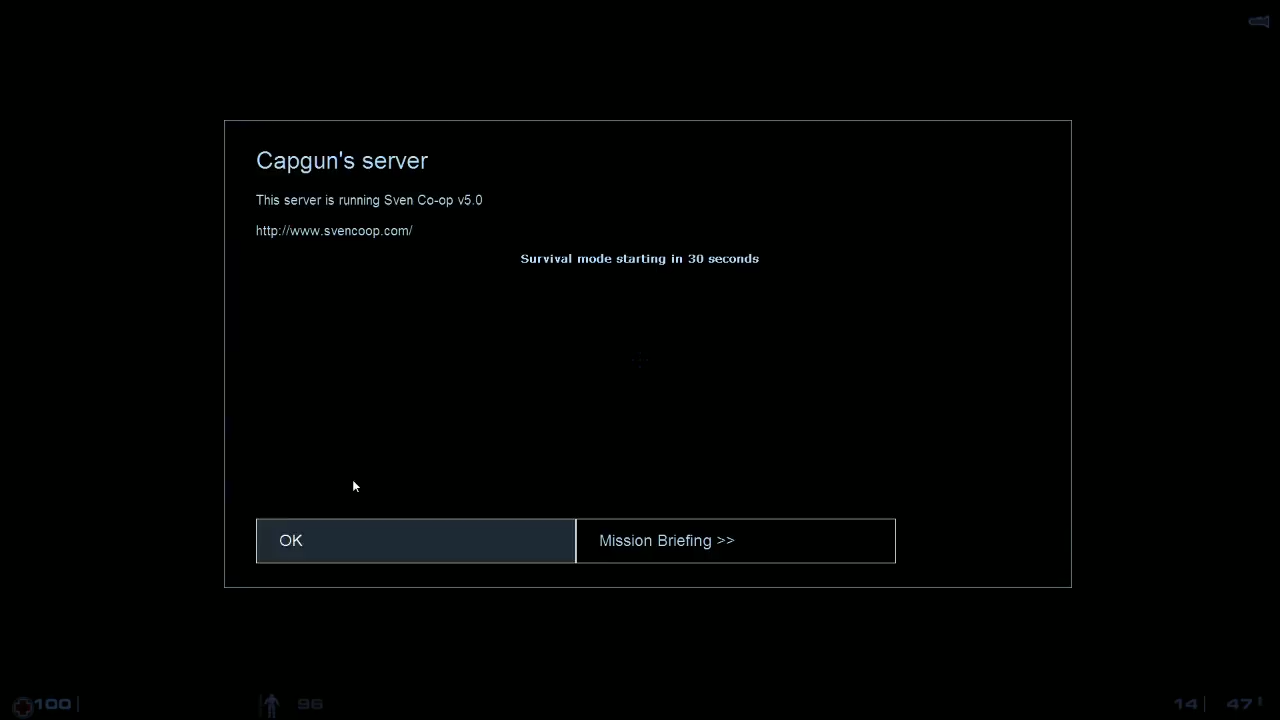 Capgun's server
This server is running Sven Co-op v5.0
http://www.svencoop.com/
Survival mode starting in 30 seconds
OK
Mission Briefing >>
100
96
14
47